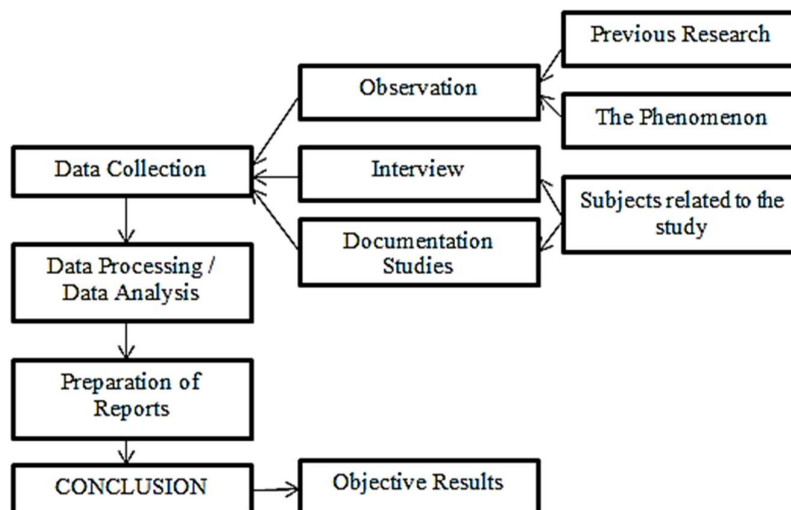 Previous Research
Observation
The Phenomenon
Data Collection
Interview
Subjects related to the
study
Documentation
Studies
Data Processing /
Data Analysis
Preparation of
Reports
CONCLUSION
Objective Results